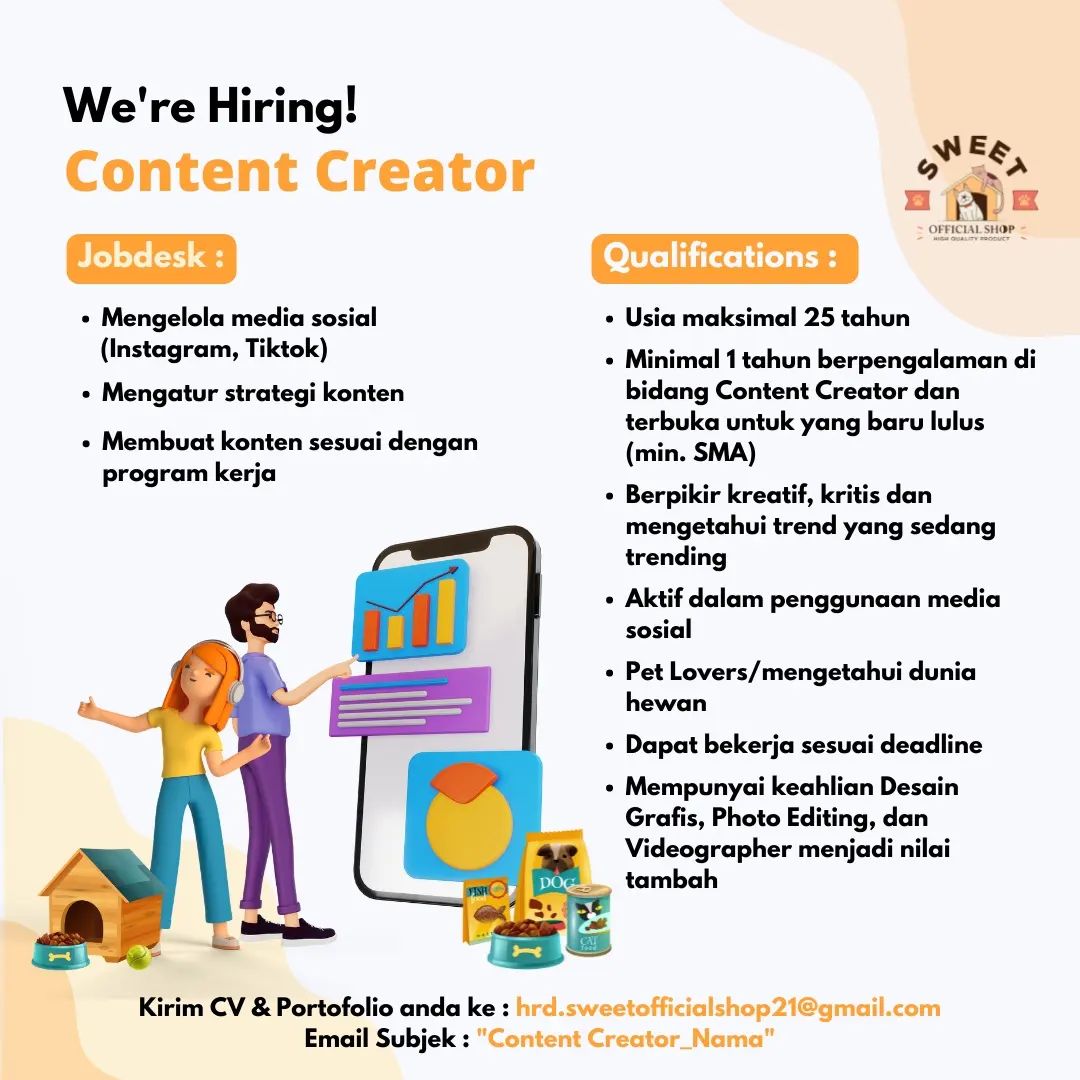 We're Hiring!
Content Creator
SWEET
OFFICIAL SHOP
HIGH QUALITY PRODUCT
Jobdesk :
• Mengelola media sosial
(Instagram, Tiktok)
• Mengatur strategi konten
• Membuat konten sesuai dengan
program kerja
Qualifications :
• Usia maksimal 25 tahun
• Minimal 1 tahun berpengalaman di
bidang Content Creator dan
terbuka untuk yang baru lulus
(min. SMA)
• Berpikir kreatif, kritis dan
mengetahui trend yang sedang
trending
• Aktif dalam penggunaan media
sosial
• Pet Lovers/mengetahui dunia
hewan
• Dapat bekerja sesuai deadline
• Mempunyai keahlian Desain
Grafis, Photo Editing, dan
Videographer menjadi nilai
tambah
FISH
food
DOG
CAT
food
Kirim CV & Portofolio anda ke : hrd.sweetofficialshop21@gmail.com
Email Subjek : "Content Creator_Nama"